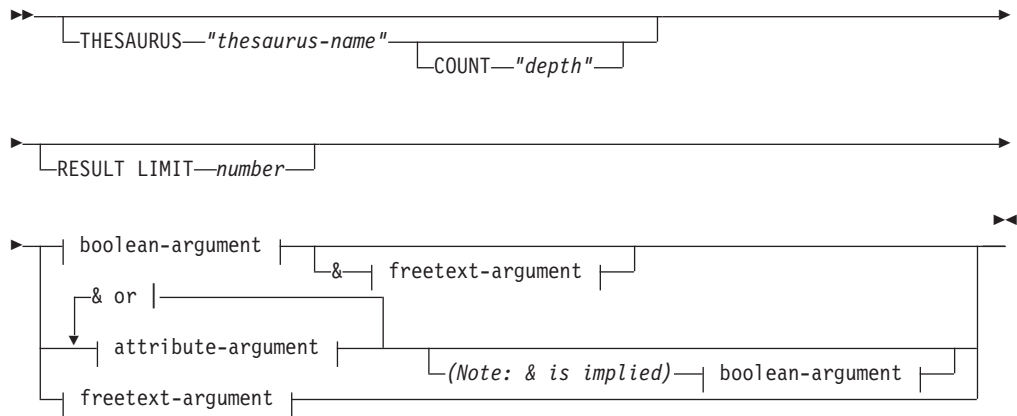 THESAURUS "thesaurus-name"
COUNT "depth"
RESULT LIMIT number
boolean-argument
& freetext-argument
& or |
attribute-argument
(Note: & is implied) boolean-argument
freetext-argument